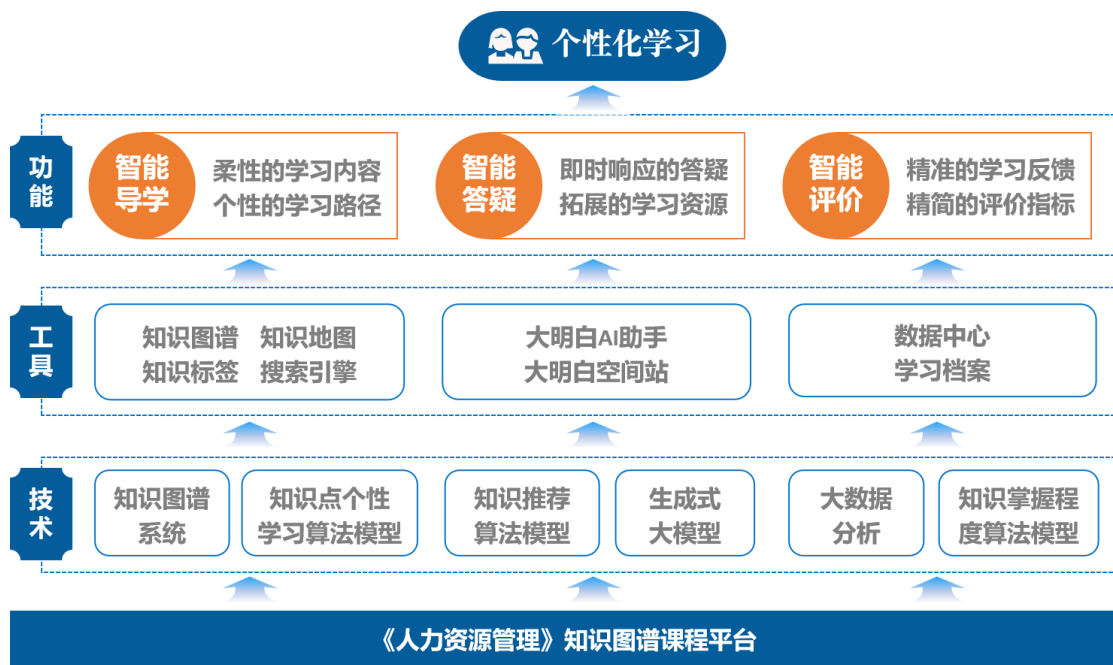 个性化学习
功能
智能
导学
柔性的学习内容
个性的学习路径
智能
答疑
即时响应的答疑
拓展的学习资源
智能
评价
精准的学习反馈
精简的评价指标
工具
知识图谱 知识地图
知识标签 搜索引擎
大明白AI助手
大明白空间站
数据中心
学习档案
技术
知识图谱
系统
知识点个性
学习算法模型
知识推荐
算法模型
生成式
大模型
大数据
分析
知识掌握程
度算法模型
《人力资源管理》知识图谱课程平台